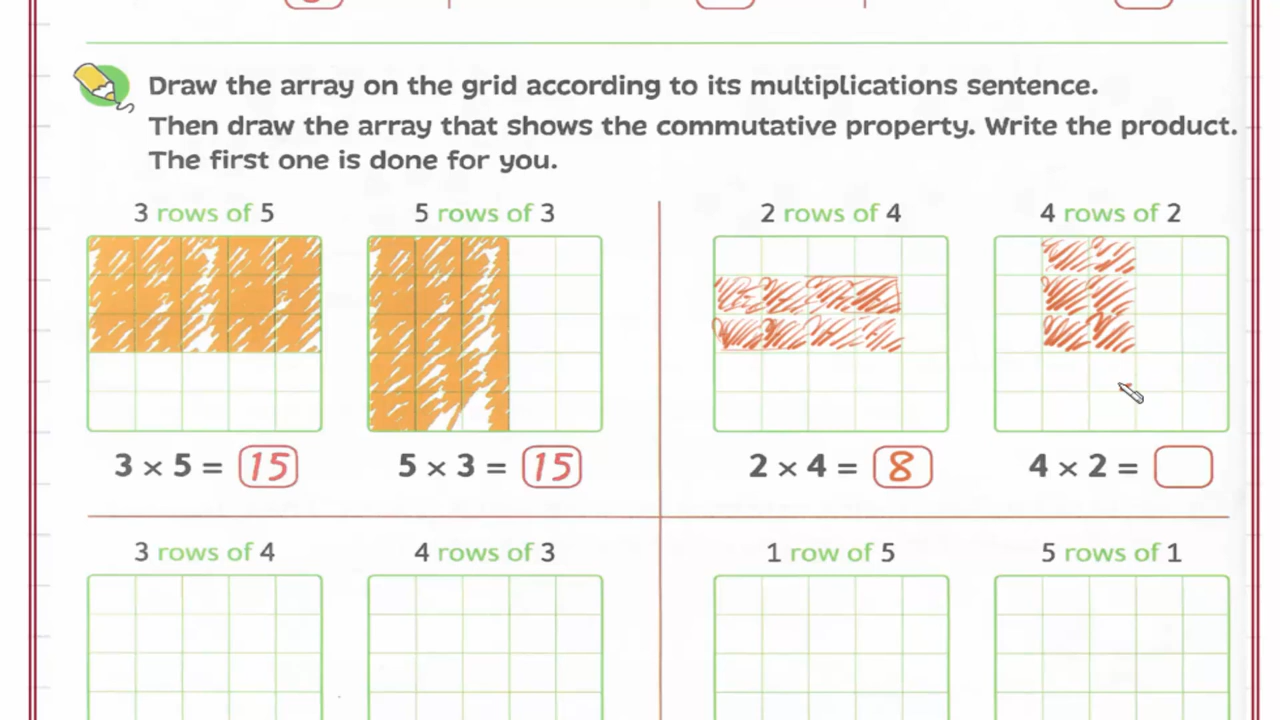 Draw the array on the grid according to its multiplications sentence.
Then draw the array that shows the commutative property. Write the product.
The first one is done for you.
3 rows of 5
5 rows of 3
2 rows of 4
4 rows of 2
3 × 5 = 15
5 × 3 = 15
2 × 4 = 8
4 × 2 =
3 rows of 4
4 rows of 3
1 row of 5
5 rows of 1